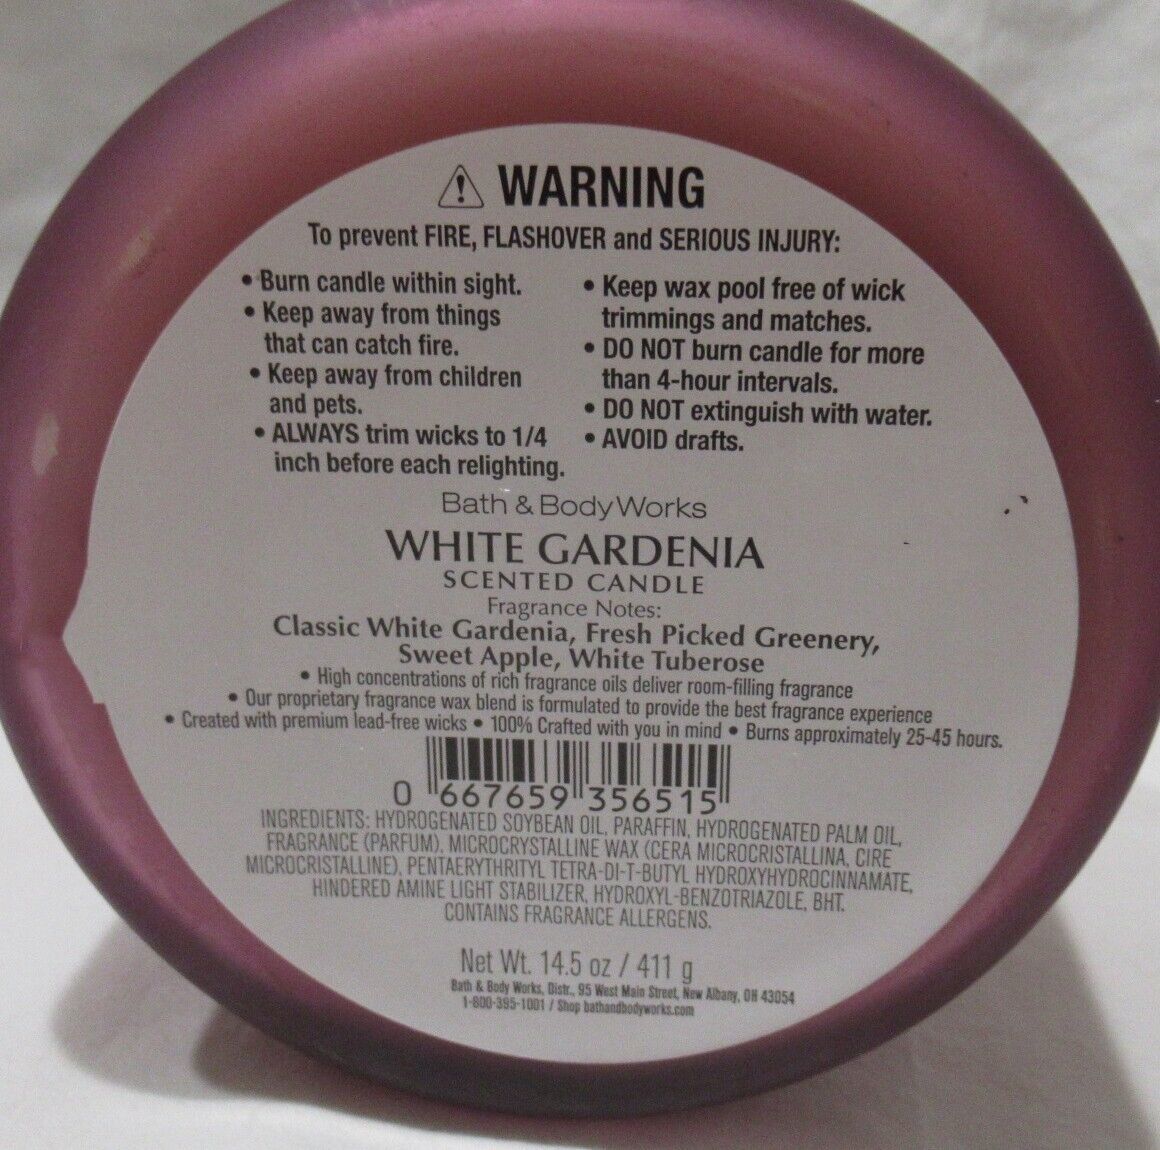 WARNING
To prevent FIRE, FLASHOVER and SERIOUS INJURY:
• Burn candle within sight.
• Keep away from things
that can catch fire.
• Keep away from children
and pets.
• ALWAYS trim wicks to 1/4
inch before each relighting.
• Keep wax pool free of wick
trimmings and matches.
• DO NOT burn candle for more
than 4-hour intervals.
• DO NOT extinguish with water.
• AVOID drafts.
Bath & Body Works
WHITE GARDENIA
SCENTED CANDLE
Fragrance Notes:
Classic White Gardenia, Fresh Picked Greenery,
Sweet Apple, White Tuberose
• High concentrations of rich fragrance oils deliver room-filling fragrance
• Our proprietary fragrance wax blend is formulated to provide the best fragrance experience
• Created with premium lead-free wicks • 100% Crafted with you in mind • Burns approximately 25-45 hours.
0 667659 356515
INGREDIENTS: HYDROGENATED SOYBEAN OIL, PARAFFIN, HYDROGENATED PALM OIL,
FRAGRANCE (PARFUM), MICROCRYSTALLINE WAX (CERA MICROCRISTALLINA, CIRE
MICROCRISTALLINE), PENTAERYTHRITYL TETRA-DI-T-BUTYL HYDROXYHYDROCINNAMATE,
HINDERED AMINE LIGHT STABILIZER, HYDROXYL-BENZOTRIAZOLE, BHT.
CONTAINS FRAGRANCE ALLERGENS.
Net Wt. 14.5 oz / 411 g
Bath & Body Works, Distr., 95 West Main Street, New Albany, OH 43054
1-800-395-1001 / Shop bathandbodyworks.com